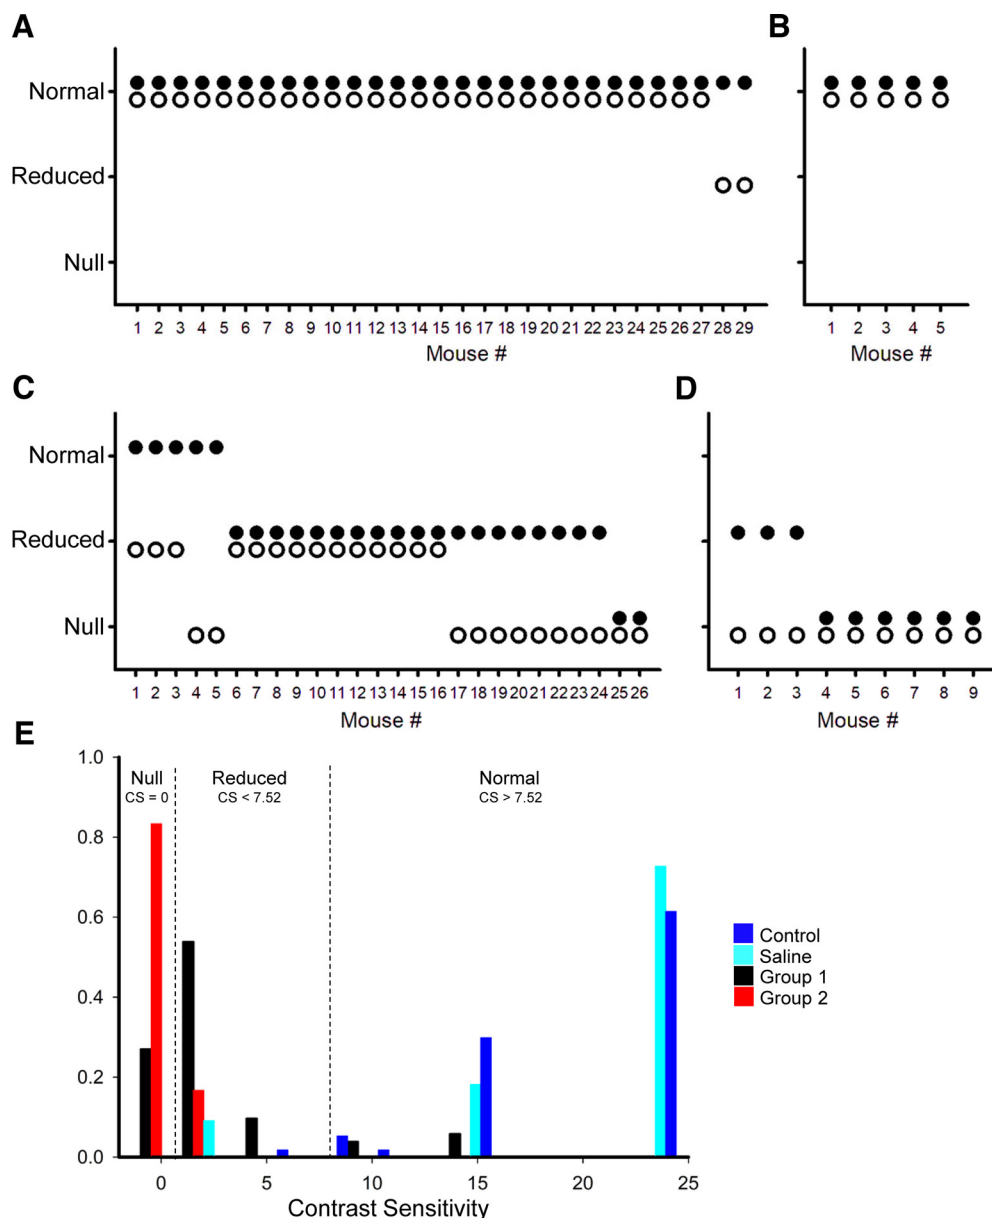 A
B
Normal
Reduced
Null
1 2 3 4 5 6 7 8 9 10 11 12 13 14 15 16 17 18 19 20 21 22 23 24 25 26 27 28 29
Mouse #
1 2 3 4 5
Mouse #
C
D
Normal
Reduced
Null
1 2 3 4 5 6 7 8 9 10 11 12 13 14 15 16 17 18 19 20 21 22 23 24 25 26
Mouse #
1 2 3 4 5 6 7 8 9
Mouse #
E
1.0
0.8
0.6
0.4
0.2
0.0
Null
CS = 0
Reduced
CS < 7.52
Normal
CS > 7.52
Control
Saline
Group 1
Group 2
0 5 10 15 20 25
Contrast Sensitivity